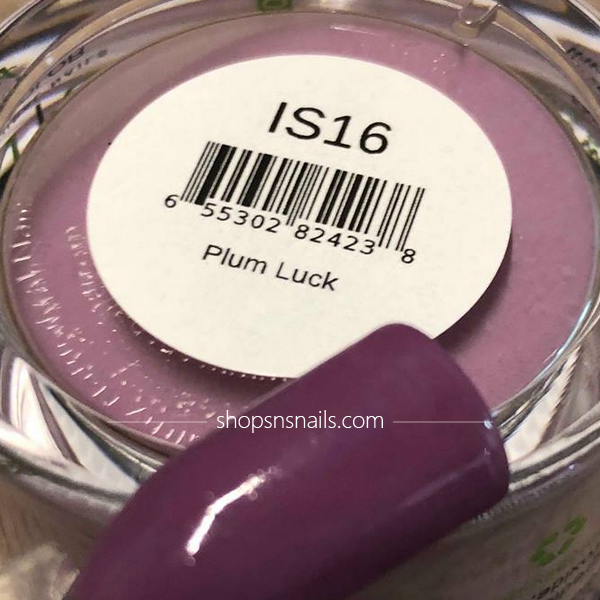 IS16
6 55302 82423 8
Plum Luck
shopsnsnails.com